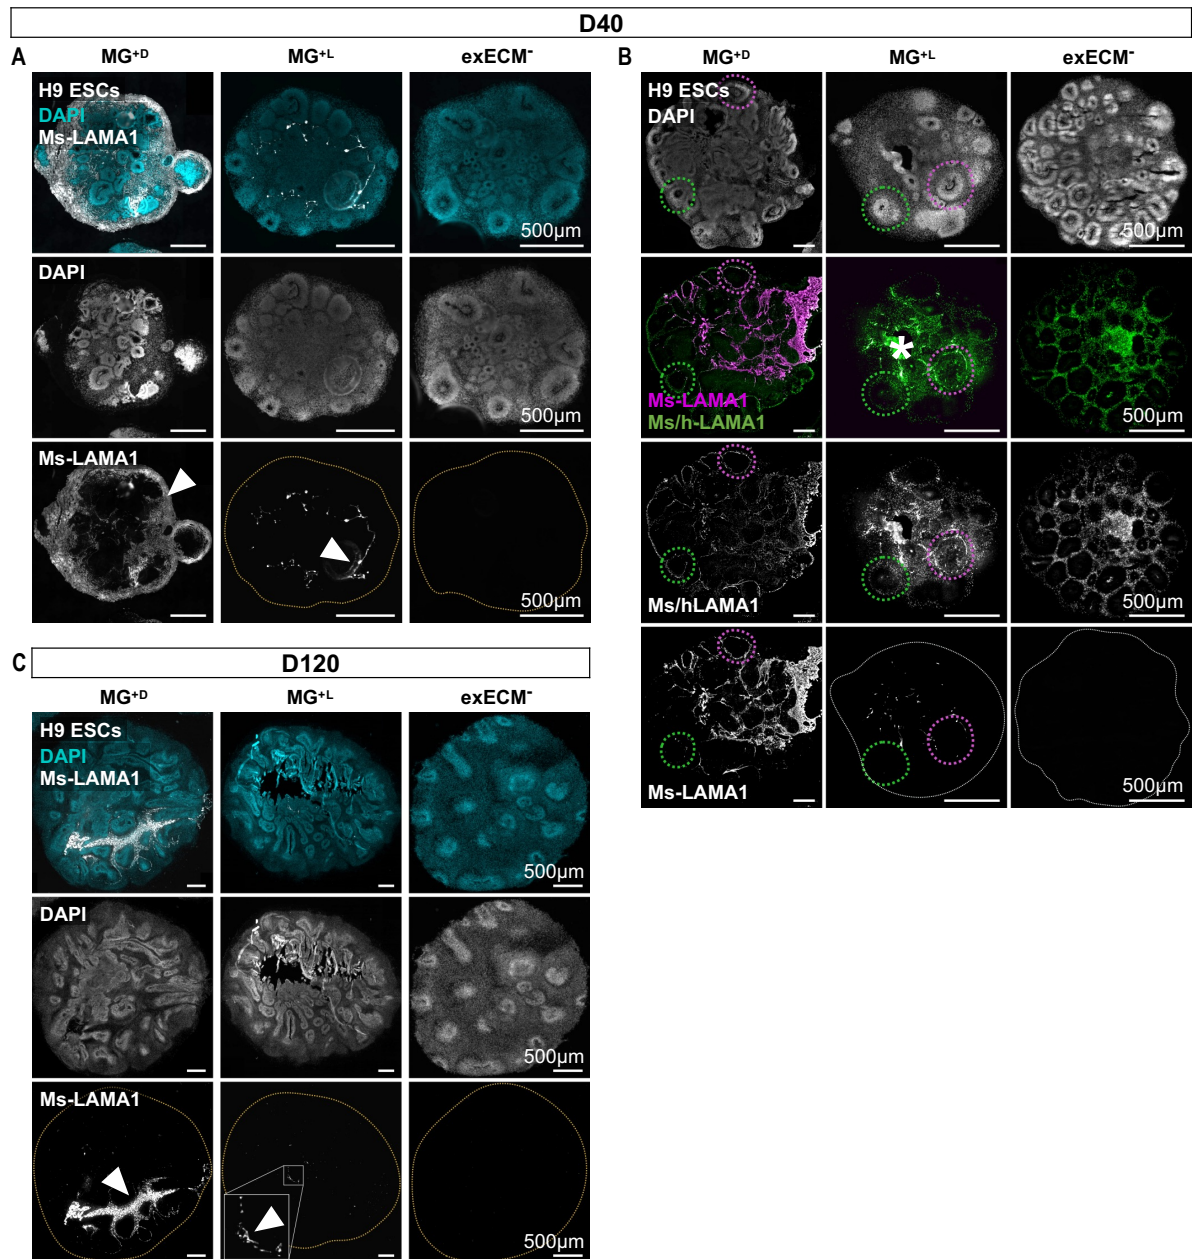 D40
A
MG+D
MG+L
exECM-
H9 ESCs
DAPI
Ms-LAMA1
500µm
DAPI
500µm
Ms-LAMA1
500µm
B
MG+D
MG+L
exECM-
H9 ESCs
DAPI
500µm
*
Ms-LAMA1
Ms/h-LAMA1
500µm
Ms/hLAMA1
500µm
Ms-LAMA1
500µm
C
D120
MG+D
MG+L
exECM-
H9 ESCs
DAPI
Ms-LAMA1
500µm
DAPI
500µm
Ms-LAMA1
500µm